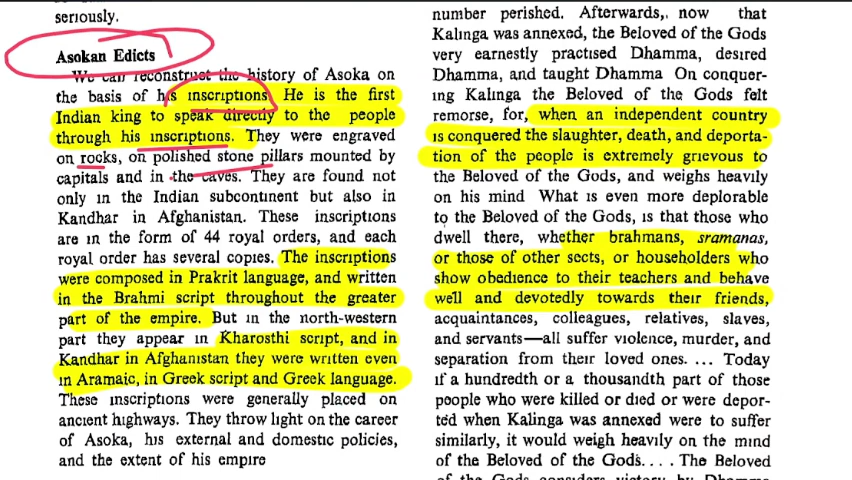 seriously.
Asokan Edicts
We can reconstruct the history of Asoka on
the basis of his inscriptions. He is the first
Indian king to speak directly to the people
through his inscriptions. They were engraved
on rocks, on polished stone pillars mounted by
capitals and in the caves. They are found not
only in the Indian subcontinent but also in
Kandhar in Afghanistan. These inscriptions
are in the form of 44 royal orders, and each
royal order has several copies. The inscriptions
were composed in Prakrit language, and written
in the Brahmi script throughout the greater
part of the empire. But in the north-western
part they appear in Kharosthi script, and in
Kandhar in Afghanistan they were written even
in Aramaic, in Greek script and Greek language.
These inscriptions were generally placed on
ancient highways. They throw light on the career
of Asoka, his external and domestic policies,
and the extent of his empire
number perished. Afterwards,. now that
Kalinga was annexed, the Beloved of the Gods
very earnestly practised Dhamma, desired
Dhamma, and taught Dhamma On conquer-
ing Kalinga the Beloved of the Gods felt
remorse, for, when an independent country
is conquered the slaughter, death, and deporta-
tion of the people is extremely grievous to
the Beloved of the Gods, and weighs heavily
on his mind What is even more deplorable
to the Beloved of the Gods, is that those who
dwell there, whether brahmans, sramanas,
or those of other sects, or householders who
show obedience to their teachers and behave
well and devotedly towards their friends,
acquaintances, colleagues, relatives, slaves,
and servants—all suffer violence, murder, and
separation from their loved ones. ... Today
if a hundredth or a thousandth part of those
people who were killed or died or were depor-
ted when Kalinga was annexed were to suffer
similarly, it would weigh heavily on the mind
of the Beloved of the Gods. . . . The Beloved
of the Gods considers victory by Dhamma